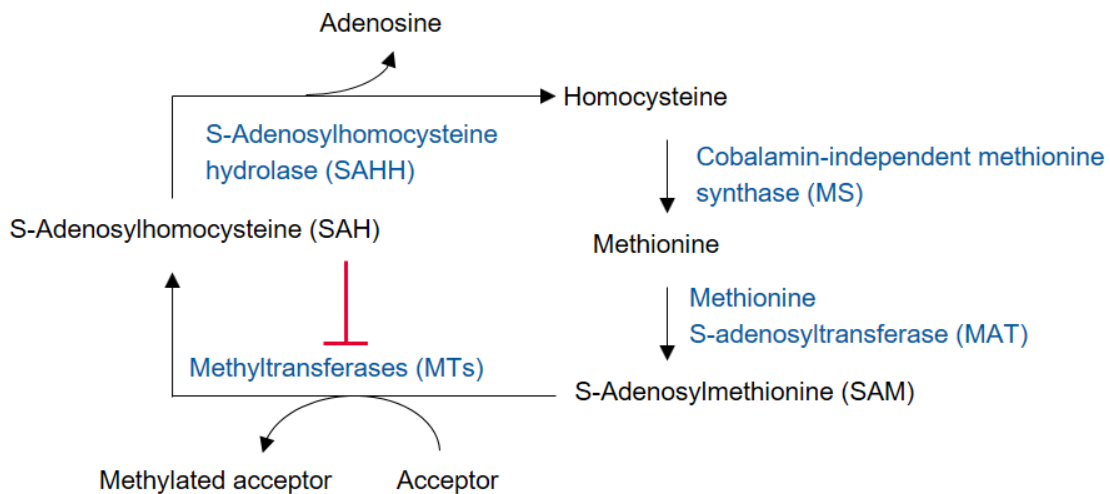 Adenosine
Homocysteine
S-Adenosylhomocysteine
hydrolase (SAHH)
Cobalamin-independent methionine
synthase (MS)
S-Adenosylhomocysteine (SAH)
Methionine
Methionine
S-adenosyltransferase (MAT)
Methyltransferases (MTs)
S-Adenosylmethionine (SAM)
Methylated acceptor
Acceptor